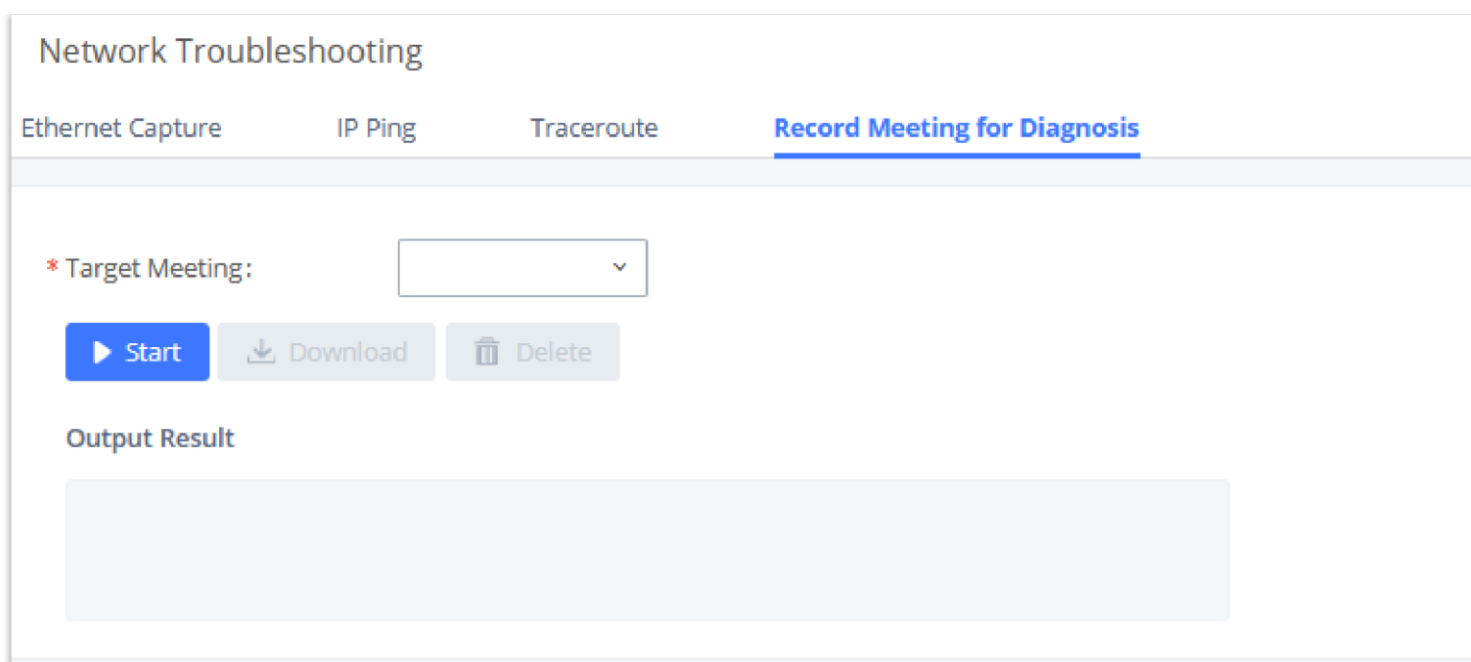 Network Troubleshooting
Ethernet Capture IP Ping Traceroute Record Meeting for Diagnosis
* Target Meeting:
Start Download Delete
Output Result